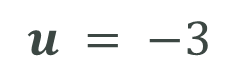 u = −3